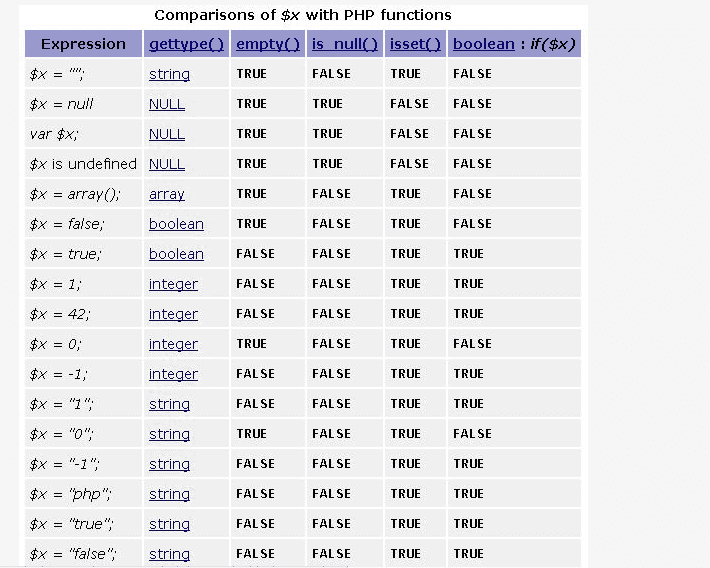 Comparisons of $x with PHP functions
Expression gettype() empty() is_null() isset() boolean : if($x)
$x = ""; string TRUE FALSE TRUE FALSE
$x = null NULL TRUE TRUE FALSE FALSE
var $x; NULL TRUE TRUE FALSE FALSE
$x is undefined NULL TRUE TRUE FALSE FALSE
$x = array(); array TRUE FALSE TRUE FALSE
$x = false; boolean TRUE FALSE TRUE FALSE
$x = true; boolean FALSE FALSE TRUE TRUE
$x = 1; integer FALSE FALSE TRUE TRUE
$x = 42; integer FALSE FALSE TRUE TRUE
$x = 0; integer TRUE FALSE TRUE FALSE
$x = -1; integer FALSE FALSE TRUE TRUE
$x = "1"; string FALSE FALSE TRUE TRUE
$x = "0"; string TRUE FALSE TRUE FALSE
$x = "-1"; string FALSE FALSE TRUE TRUE
$x = "php"; string FALSE FALSE TRUE TRUE
$x = "true"; string FALSE FALSE TRUE TRUE
$x = "false"; string FALSE FALSE TRUE TRUE